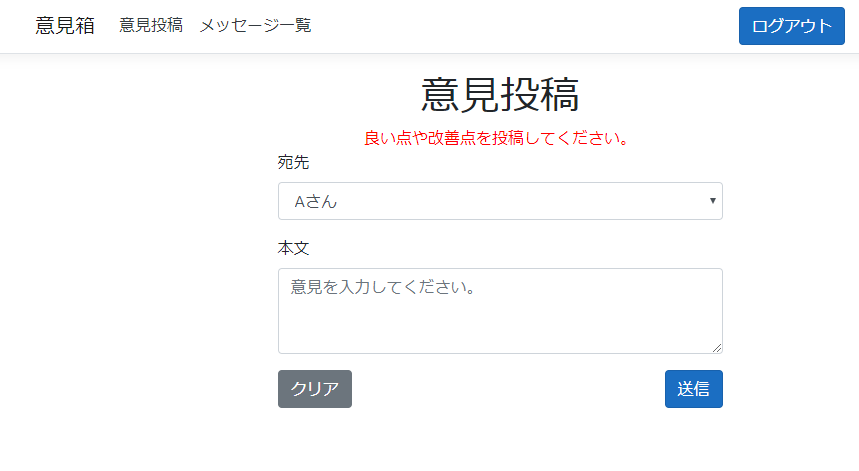 意見箱 意見投稿 メッセージ一覧 ログアウト
意見投稿
良い点や改善点を投稿してください。
宛先
Aさん
本文
意見を入力してください。
クリア 送信